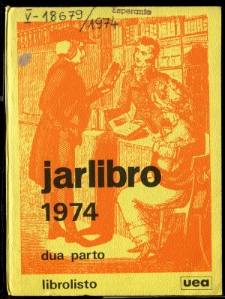 V-18679
/1974
Esperanto
jarlibro
1974
dua parto
librolisto
uea